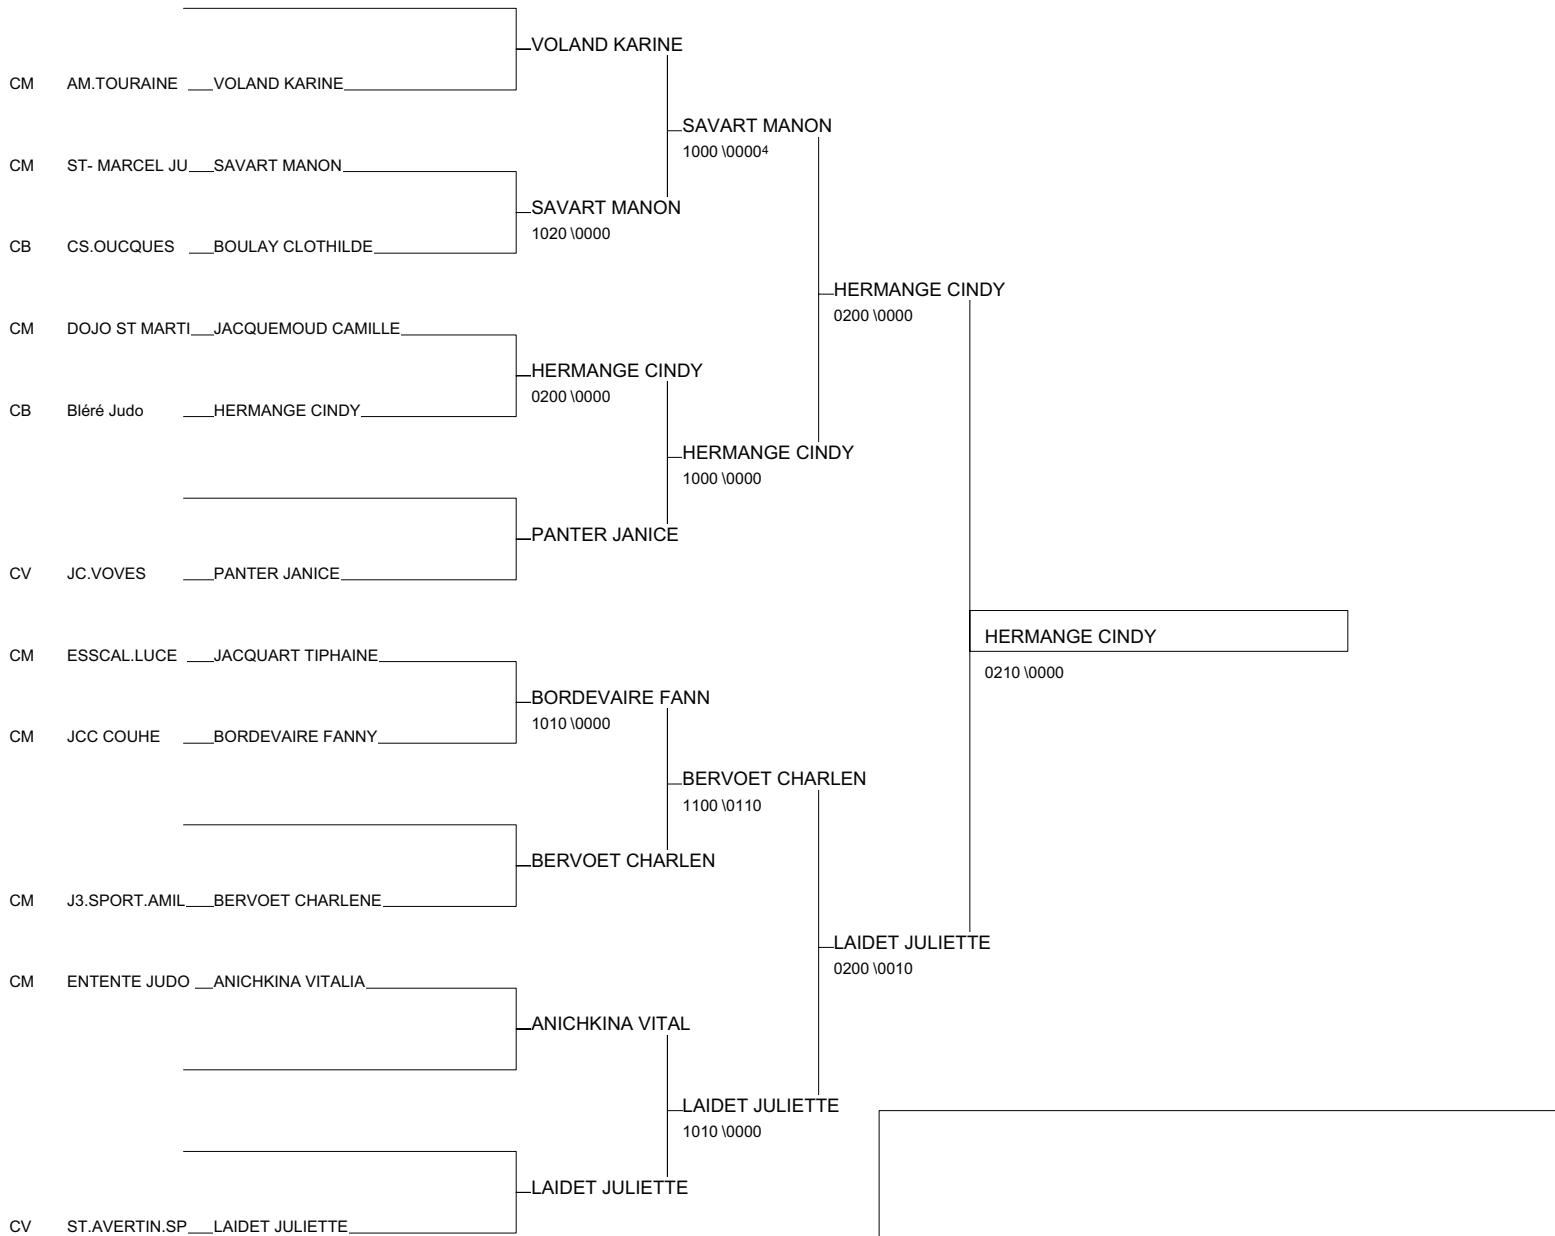 VOLAND KARINE
CM AM.TOURAINE VOLAND KARINE
SAVART MANON
1000 \0000⁴
CM ST- MARCEL JU SAVART MANON
SAVART MANON
1020 \0000
CB CS.OUCQUES BOULAY CLOTHILDE
HERMANGE CINDY
0200 \0000
CM DOJO ST MARTI JACQUEMOUD CAMILLE
HERMANGE CINDY
0200 \0000
CB Bléré Judo HERMANGE CINDY
HERMANGE CINDY
1000 \0000
PANTER JANICE
CV JC.VOVES PANTER JANICE
HERMANGE CINDY
0210 \0000
CM ESSCAL.LUCE JACQUART TIPHAINE
BORDEVAIRE FANN
1010 \0000
CM JCC COUHE BORDEVAIRE FANNY
BERVOET CHARLEN
1100 \0110
BERVOET CHARLEN
CM J3.SPORT.AMIL BERVOET CHARLENE
LAIDET JULIETTE
0200 \0010
CM ENTENTE JUDO ANICHKINA VITALIA
ANICHKINA VITAL
LAIDET JULIETTE
1010 \0000
LAIDET JULIETTE
CV ST.AVERTIN.SP LAIDET JULIETTE